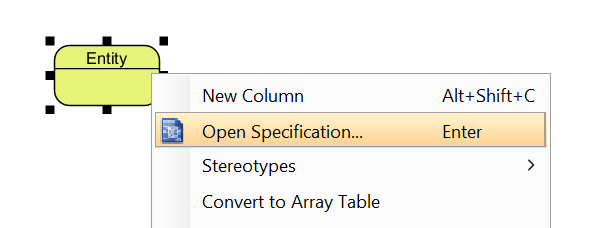 Entity
New Column Alt+Shift+C
Open Specification... Enter
Stereotypes
Convert to Array Table